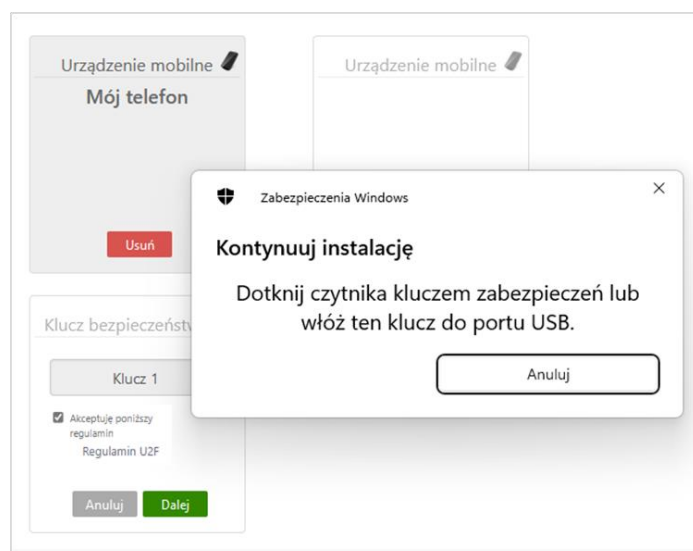 Urządzenie mobilne
Mój telefon
Usuń
Urządzenie mobilne
Zabezpieczenia Windows
Kontynuuj instalację
Dotknij czytnika kluczem zabezpieczeń lub
włóż ten klucz do portu USB.
Anuluj
Klucz
Klucz 1
Akceptuję poniższy
regulamin
Regulamin U2F
Anuluj
Dalej